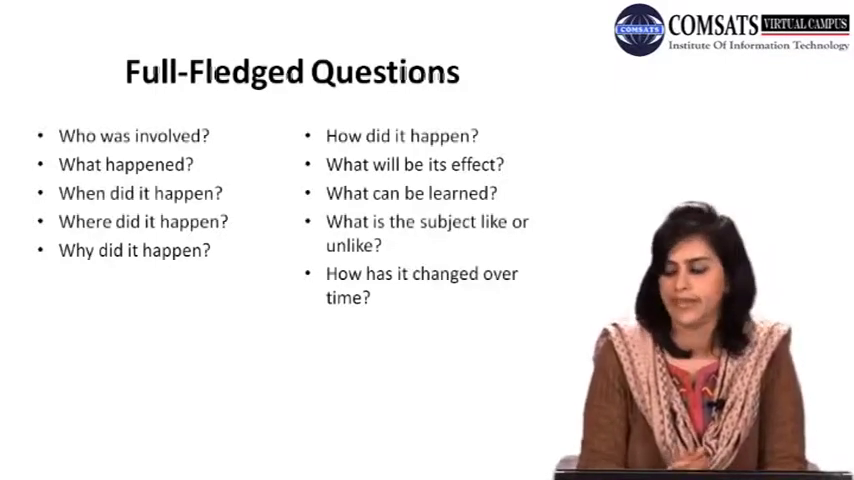 COMSATS VIRTUAL CAMPUS
COMSATS
Institute Of Information Technology
Full-Fledged Questions
• Who was involved?
• What happened?
• When did it happen?
• Where did it happen?
• Why did it happen?
• How did it happen?
• What will be its effect?
• What can be learned?
• What is the subject like or
unlike?
• How has it changed over
time?